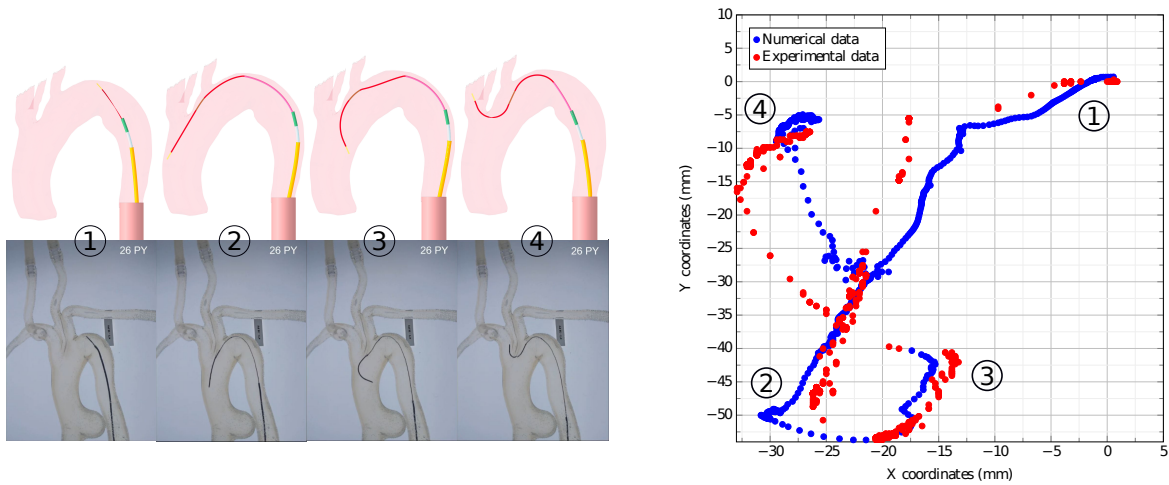 ① ② ③ ④
26 PY 26 PY 26 PY 26 PY
Y coordinates (mm)
10
5
0
−5
−10
−15
−20
−25
−30
−35
−40
−45
−50
Numerical data
Experimental data
①
④
②
③
−30 −25 −20 −15 −10 −5 0 5
X coordinates (mm)